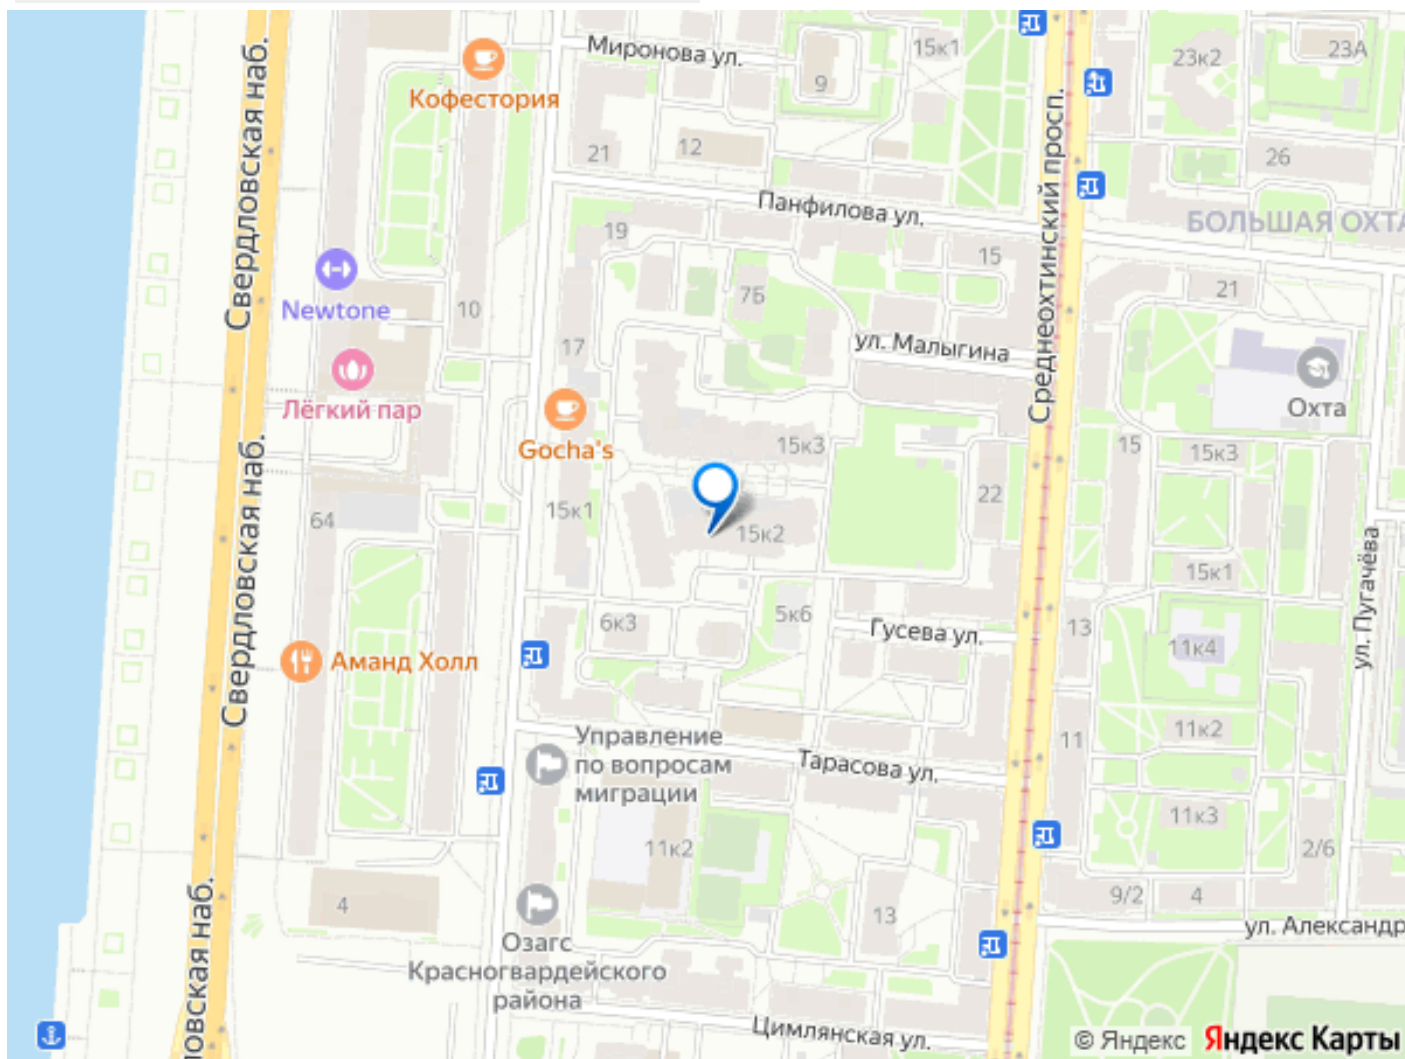 Миронова ул.
15к1
23к2
23А
9
Кофестория
Свердловская наб.
21
12
26
Среднеохтинский просп.
Панфилова ул.
БОЛЬШАЯ ОХТА
19
15
7Б
21
Newtone
10
17
ул. Малыгина
Лёгкий пар
Охта
Gocha's
15к3
15
15к3
Свердловская наб.
15к1
22
64
15к2
ул. Пугачёва
15к1
6к3
5к6
Гусева ул.
13
11к4
Аманд Холл
Управление
по вопросам
миграции
11
11к2
Тарасова ул.
11к2
11к3
2/6
4
13
9/2
4
ул. Александр
Озагс
Красногвардейского
района
ловская наб.
Цимлянская ул.
© Яндекс Яндекс Карты